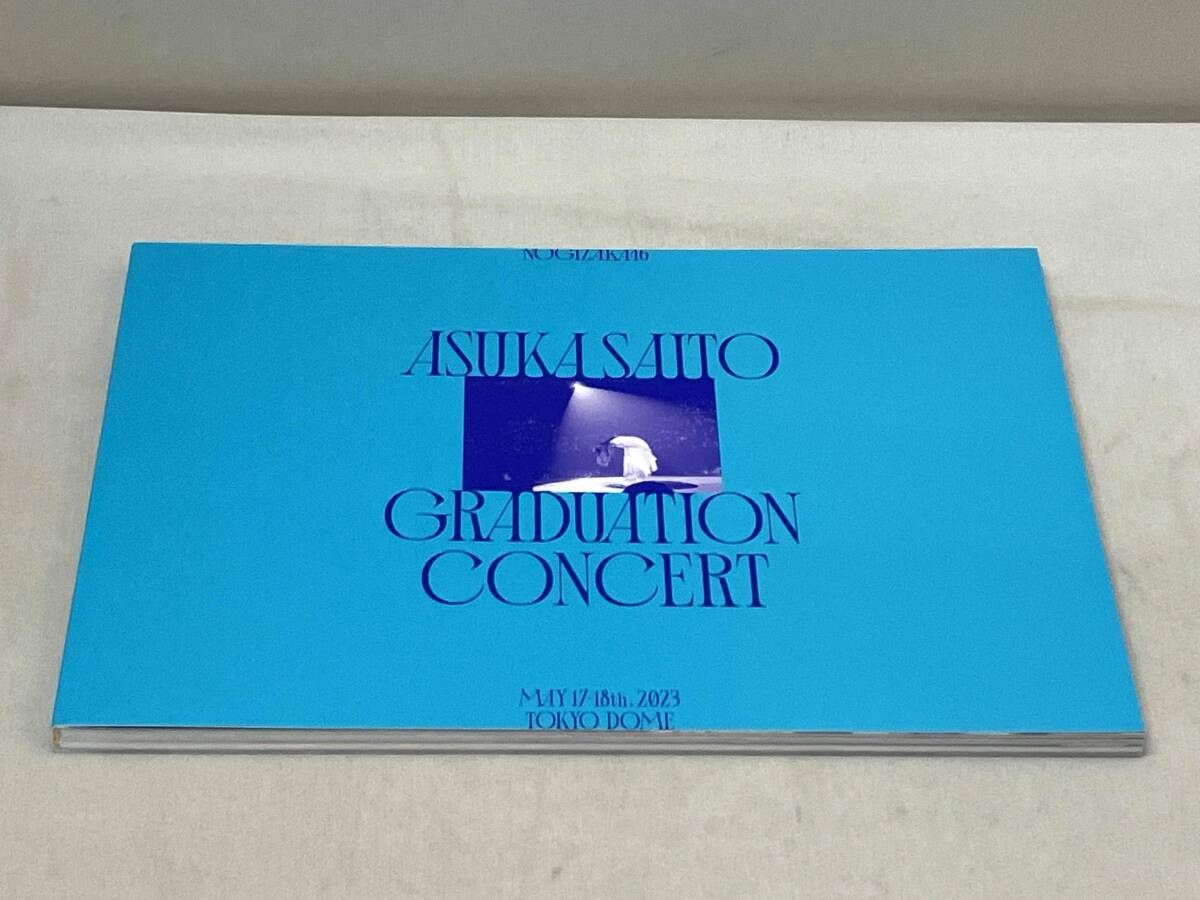 NOGIZAKA46
ASUKA SAITO
GRADUATION
CONCERT
MAY 17-18th, 2023
TOKYO DOME